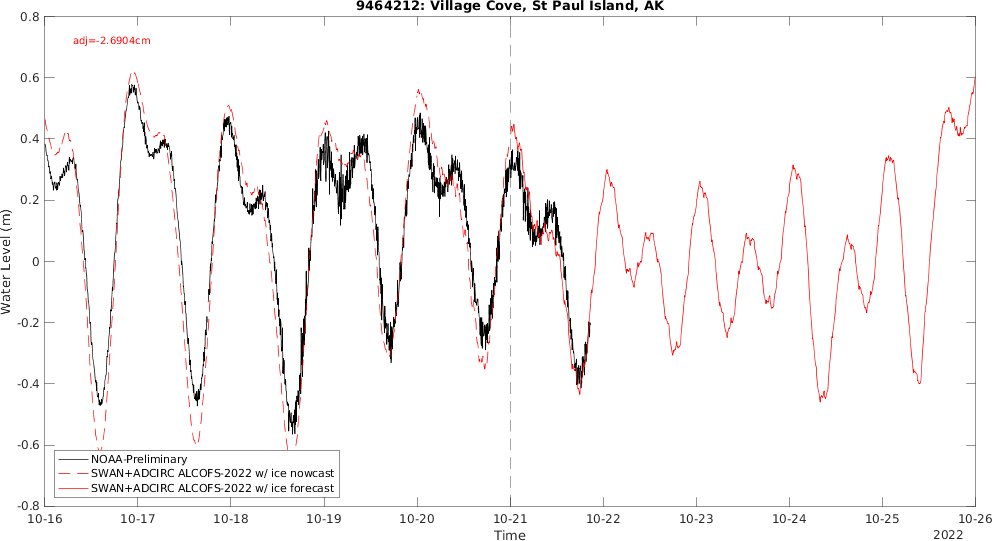 9464212: Village Cove, St Paul Island, AK
adj=-2.6904cm
0.8
0.6
0.4
0.2
0
-0.2
-0.4
-0.6
-0.8
Water Level (m)
NOAA-Preliminary
SWAN+ADCIRC ALCOFS-2022 w/ ice nowcast
SWAN+ADCIRC ALCOFS-2022 w/ ice forecast
10-16 10-17 10-18 10-19 10-20 10-21 10-22 10-23 10-24 10-25 10-26
Time
2022